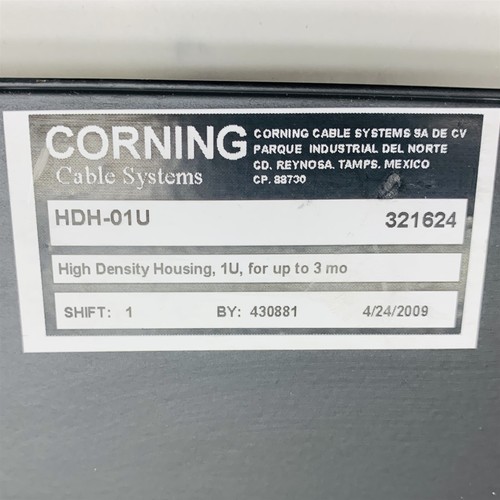 CORNING
Cable Systems
CORNING CABLE SYSTEMS SA DE CV
PARQUE INDUSTRIAL DEL NORTE
CD. REYNOSA. TAMPS. MEXICO
CP. 88730
HDH-01U 321624
High Density Housing, 1U, for up to 3 mo
SHIFT: 1 BY: 430881 4/24/2009